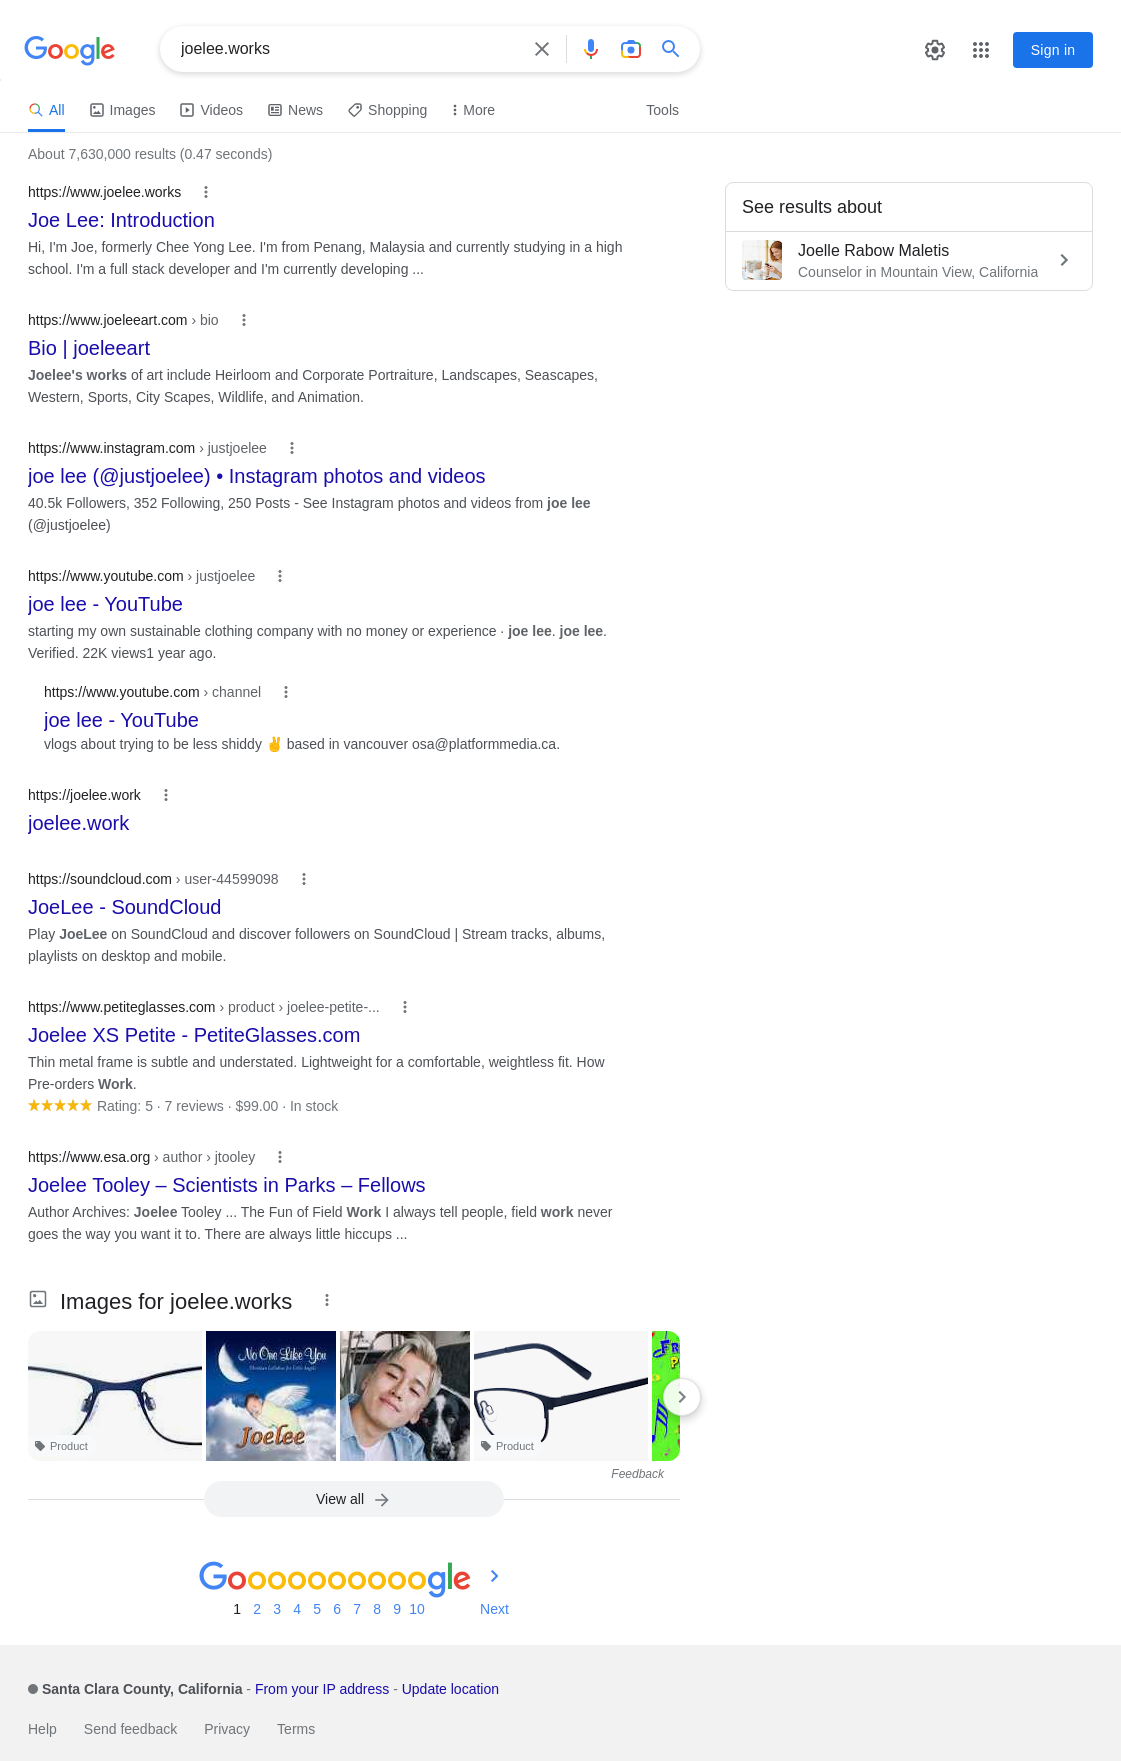 Google
joelee.works
Sign in
All
Images
Videos
News
Shopping
More
Tools
About 7,630,000 results (0.47 seconds)
https://www.joelee.works
Joe Lee: Introduction
Hi, I'm Joe, formerly Chee Yong Lee. I'm from Penang, Malaysia and currently studying in a high
school. I'm a full stack developer and I'm currently developing ...
See results about
Joelle Rabow Maletis
Counselor in Mountain View, California
https://www.joeleeart.com › bio
Bio | joeleeart
Joelee's works of art include Heirloom and Corporate Portraiture, Landscapes, Seascapes,
Western, Sports, City Scapes, Wildlife, and Animation.
https://www.instagram.com › justjoelee
joe lee (@justjoelee) • Instagram photos and videos
40.5k Followers, 352 Following, 250 Posts - See Instagram photos and videos from joe lee
(@justjoelee)
https://www.youtube.com › justjoelee
joe lee - YouTube
starting my own sustainable clothing company with no money or experience · joe lee. joe lee.
Verified. 22K views1 year ago.
https://www.youtube.com › channel
joe lee - YouTube
vlogs about trying to be less shiddy ✌️ based in vancouver osa@platformmedia.ca.
https://joelee.work
joelee.work
https://soundcloud.com › user-44599098
JoeLee - SoundCloud
Play JoeLee on SoundCloud and discover followers on SoundCloud | Stream tracks, albums,
playlists on desktop and mobile.
https://www.petiteglasses.com › product › joelee-petite-...
Joelee XS Petite - PetiteGlasses.com
Thin metal frame is subtle and understated. Lightweight for a comfortable, weightless fit. How
Pre-orders Work.
★★★★★ Rating: 5 · 7 reviews · $99.00 · In stock
https://www.esa.org › author › jtooley
Joelee Tooley – Scientists in Parks – Fellows
Author Archives: Joelee Tooley ... The Fun of Field Work I always tell people, field work never
goes the way you want it to. There are always little hiccups ...
Images for joelee.works
No One Like You
Christian Lullabies for Little Angels
Joelee
Product
Product
Feedback
View all
Goooooooooogle
1 2 3 4 5 6 7 8 9 10 Next
Santa Clara County, California - From your IP address - Update location
Help Send feedback Privacy Terms